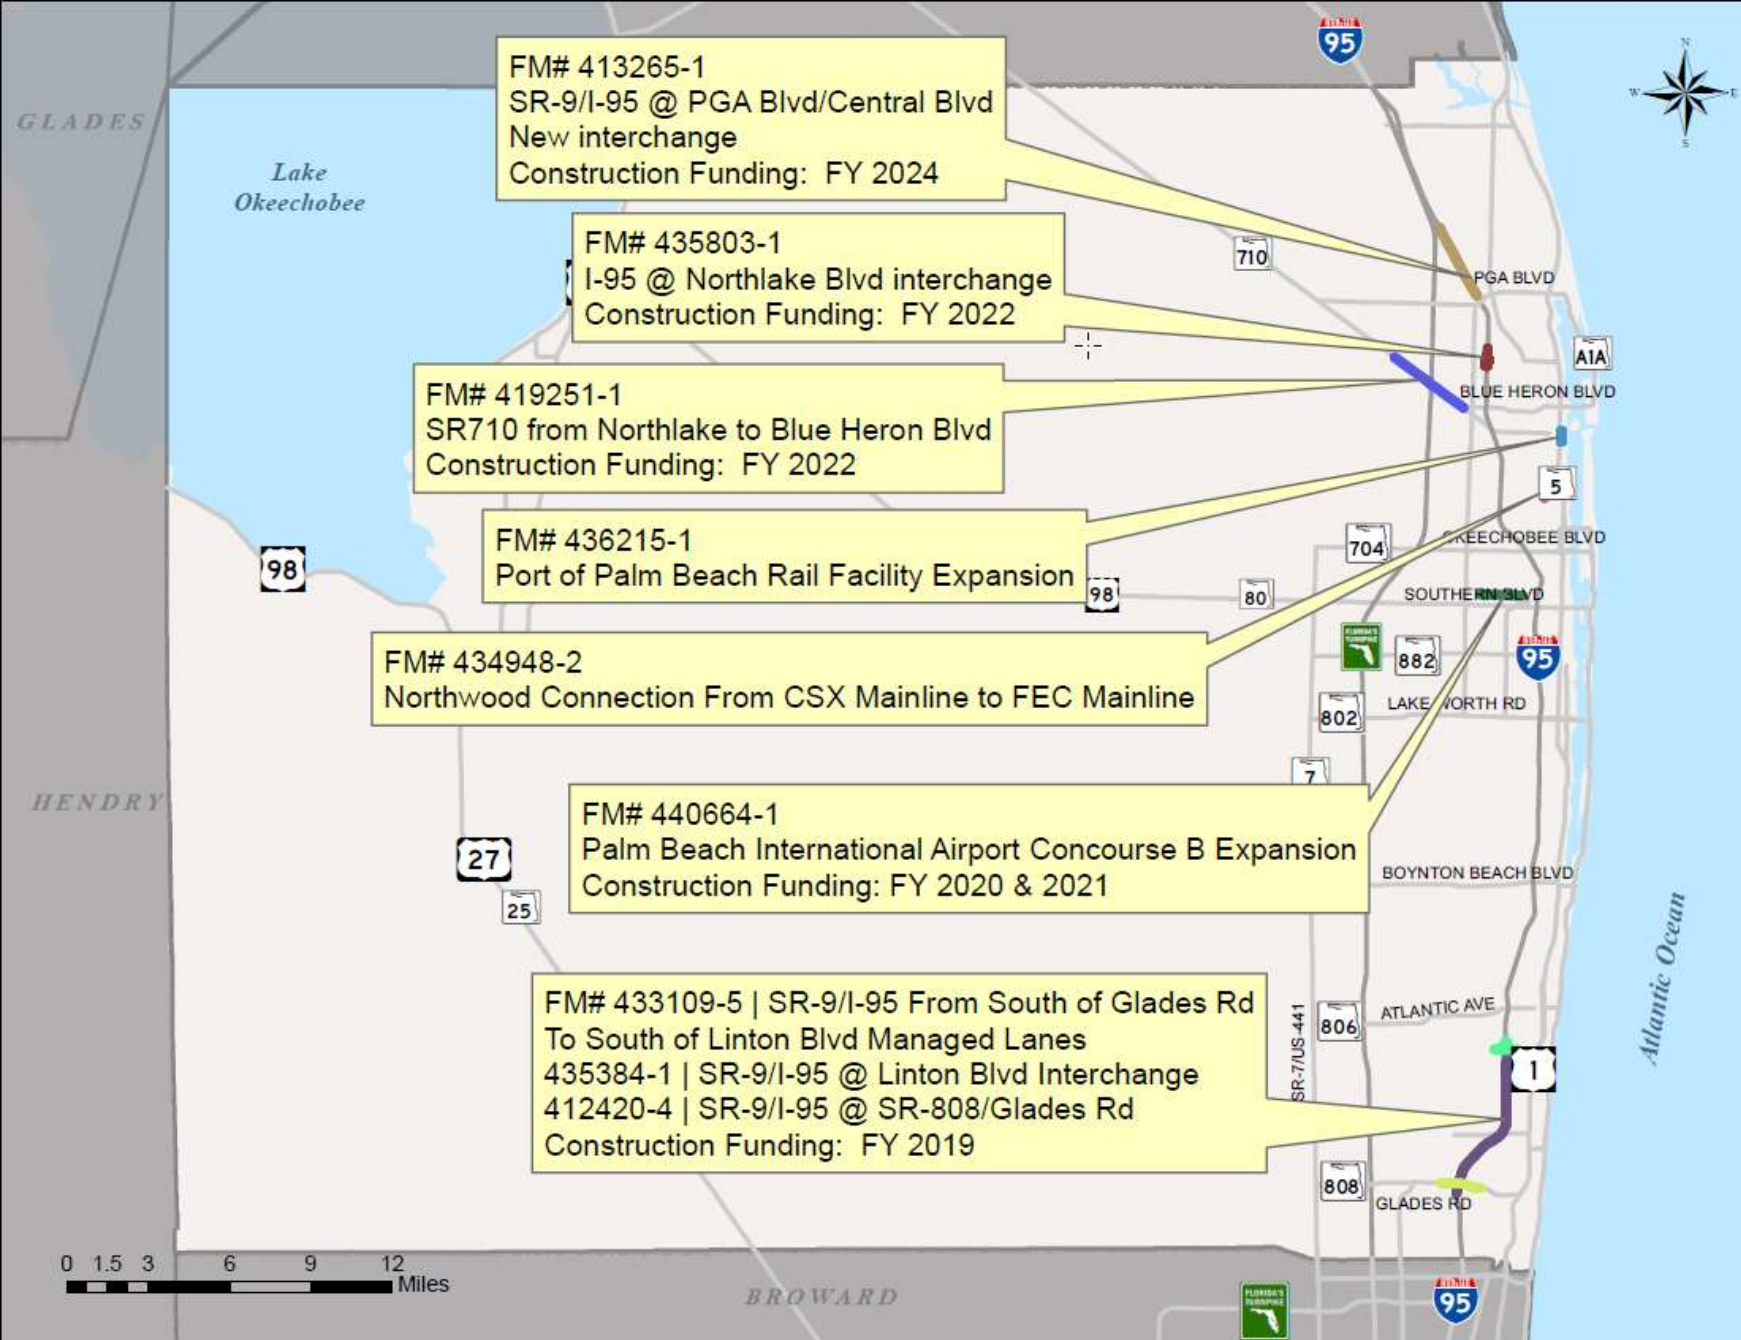 GLADES
Lake
Okeechobee
FM# 413265-1
SR-9/I-95 @ PGA Blvd/Central Blvd
New interchange
Construction Funding:  FY 2024
95
N
W
E
S
FM# 435803-1
I-95 @ Northlake Blvd interchange
Construction Funding:  FY 2022
710
PGA BLVD
A1A
BLUE HERON BLVD
FM# 419251-1
SR710 from Northlake to Blue Heron Blvd
Construction Funding:  FY 2022
5
FM# 436215-1
Port of Palm Beach Rail Facility Expansion
98
98
80
704
KEECHOBEE BLVD
SOUTHERN BLVD
FLORIDA'S
TURNPIKE
882
95
FM# 434948-2
Northwood Connection From CSX Mainline to FEC Mainline
802
LAKE WORTH RD
7
HENDRY
FM# 440664-1
Palm Beach International Airport Concourse B Expansion
Construction Funding: FY 2020 & 2021
27
25
BOYNTON BEACH BLVD
Atlantic Ocean
FM# 433109-5 | SR-9/I-95 From South of Glades Rd
To South of Linton Blvd Managed Lanes
435384-1 | SR-9/I-95 @ Linton Blvd Interchange
412420-4 | SR-9/I-95 @ SR-808/Glades Rd
Construction Funding:  FY 2019
SR-7/US-441
806
ATLANTIC AVE
1
808
GLADES RD
0 1.5 3 6 9 12
Miles
BROWARD
FLORIDA'S
TURNPIKE
95